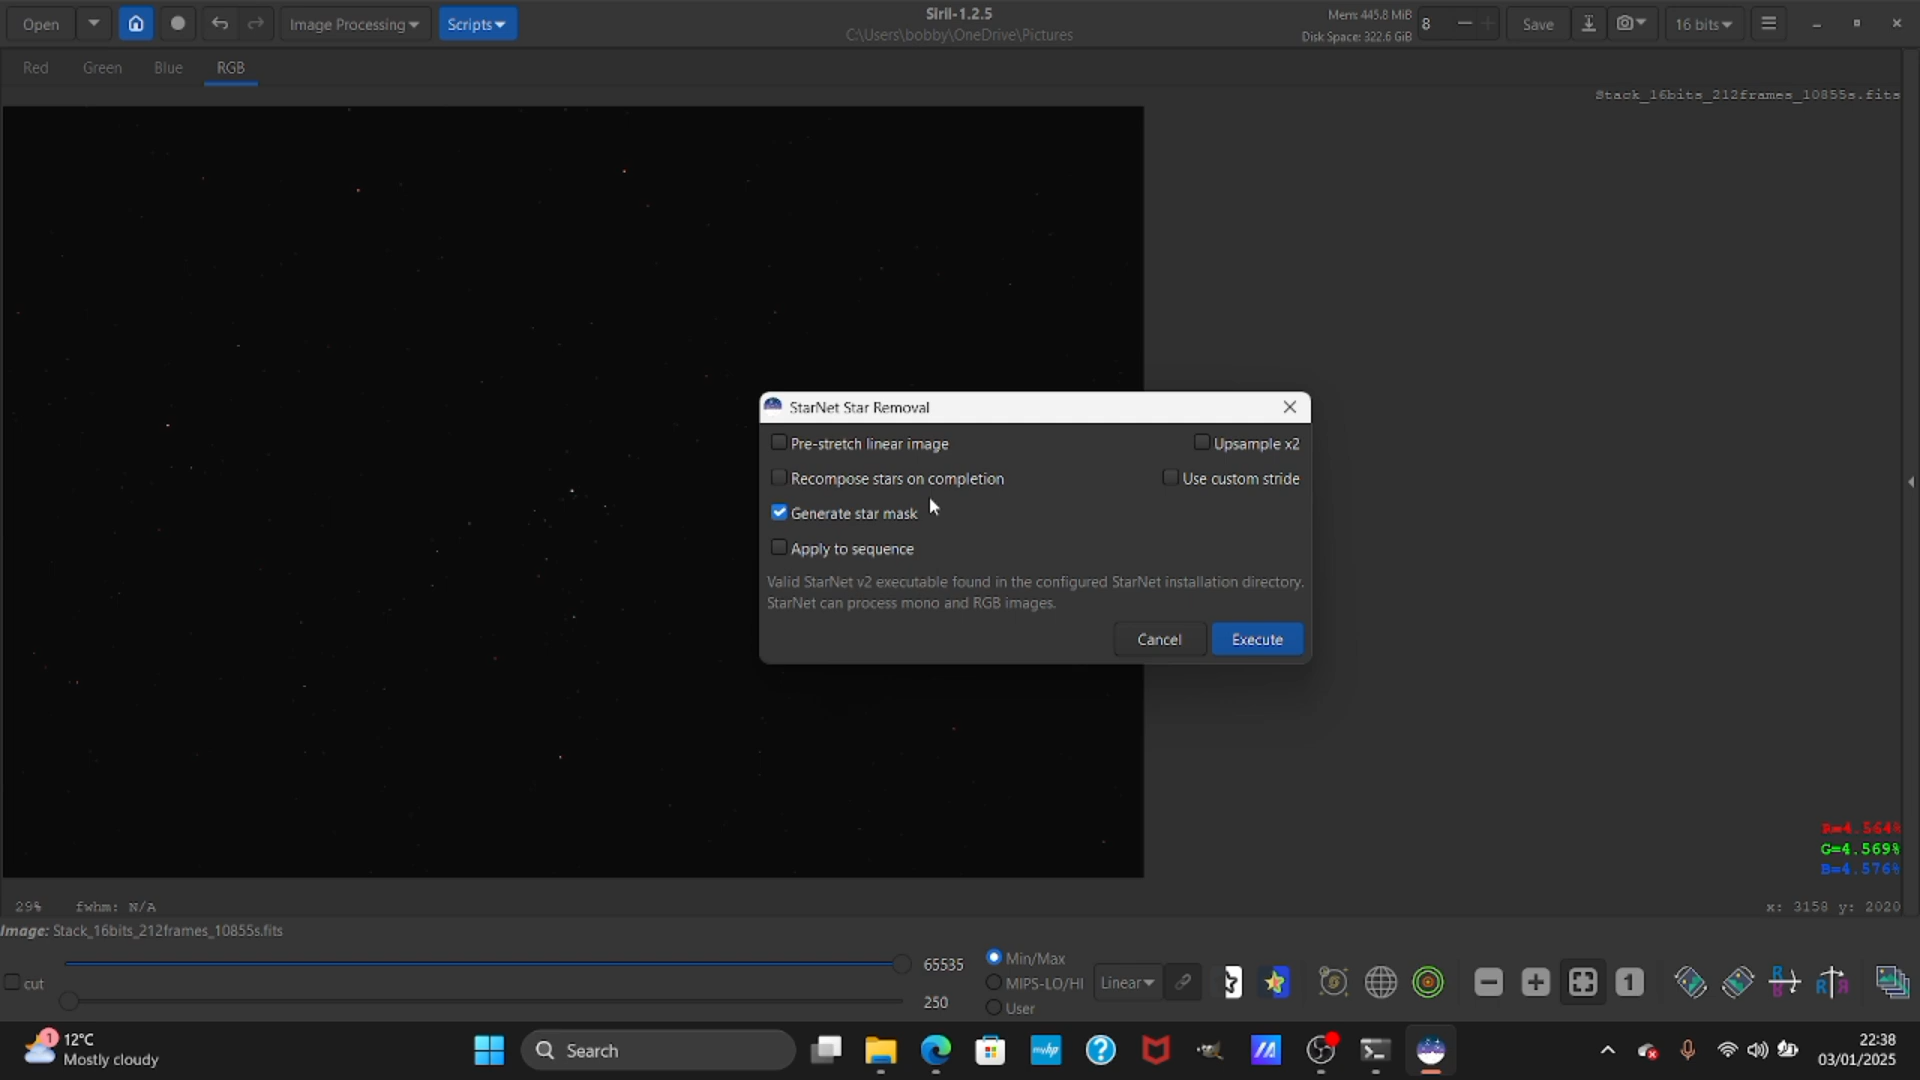 Open
Image Processing
Scripts
Siril-1.2.5
C:\Users\bobby\OneDrive\Pictures
Mem: 445.8 MiB
Disk Space: 322.6 GiB
8
Save
16 bits
Red
Green
Blue
RGB
Stack_16bits_212frames_10855s.fits
StarNet Star Removal
Pre-stretch linear image
Upsample x2
Recompose stars on completion
Use custom stride
Generate star mask
Apply to sequence
Valid StarNet v2 executable found in the configured StarNet installation directory.
StarNet can process mono and RGB images.
Cancel
Execute
R=4.564%
G=4.569%
B=4.576%
29%
fwhm: N/A
x: 3158 y: 2020
Image: Stack_16bits_212frames_10855s.fits
65535
Min/Max
cut
MIPS-LO/HI
Linear
1
250
User
1
12°C
Mostly cloudy
Search
myhp
22:38
03/01/2025